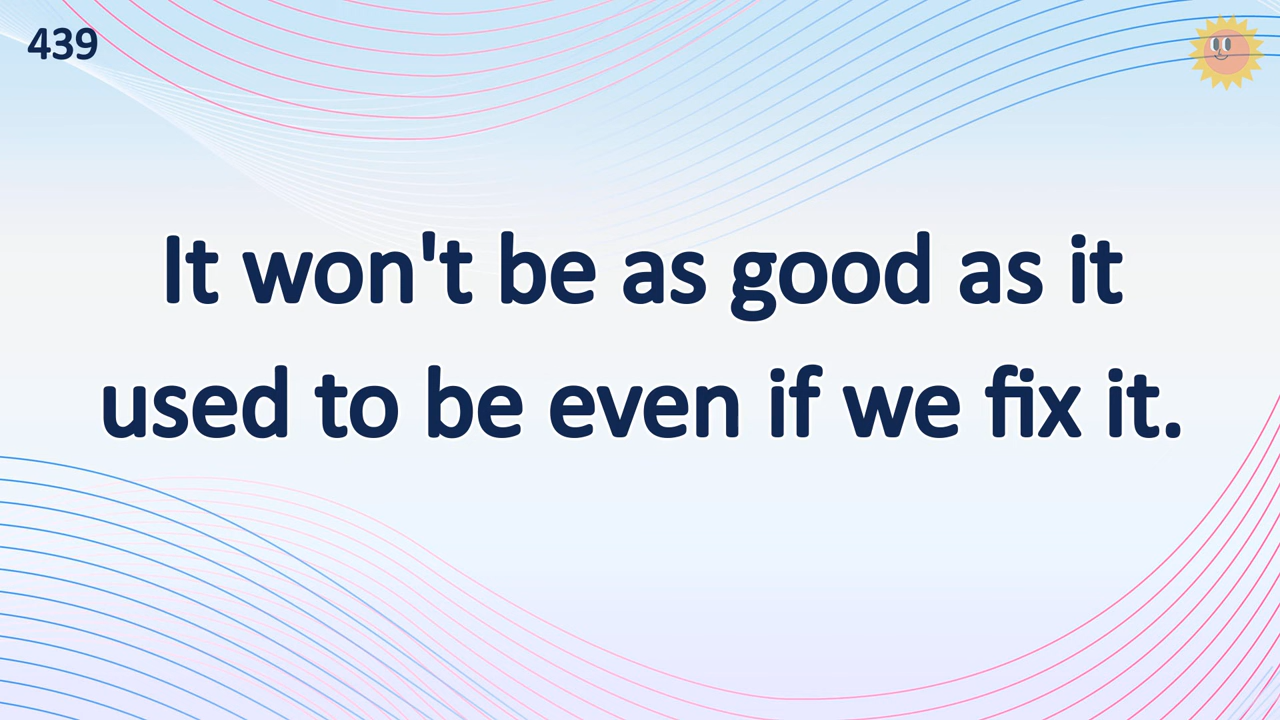 439
It won't be as good as it
used to be even if we fix it.